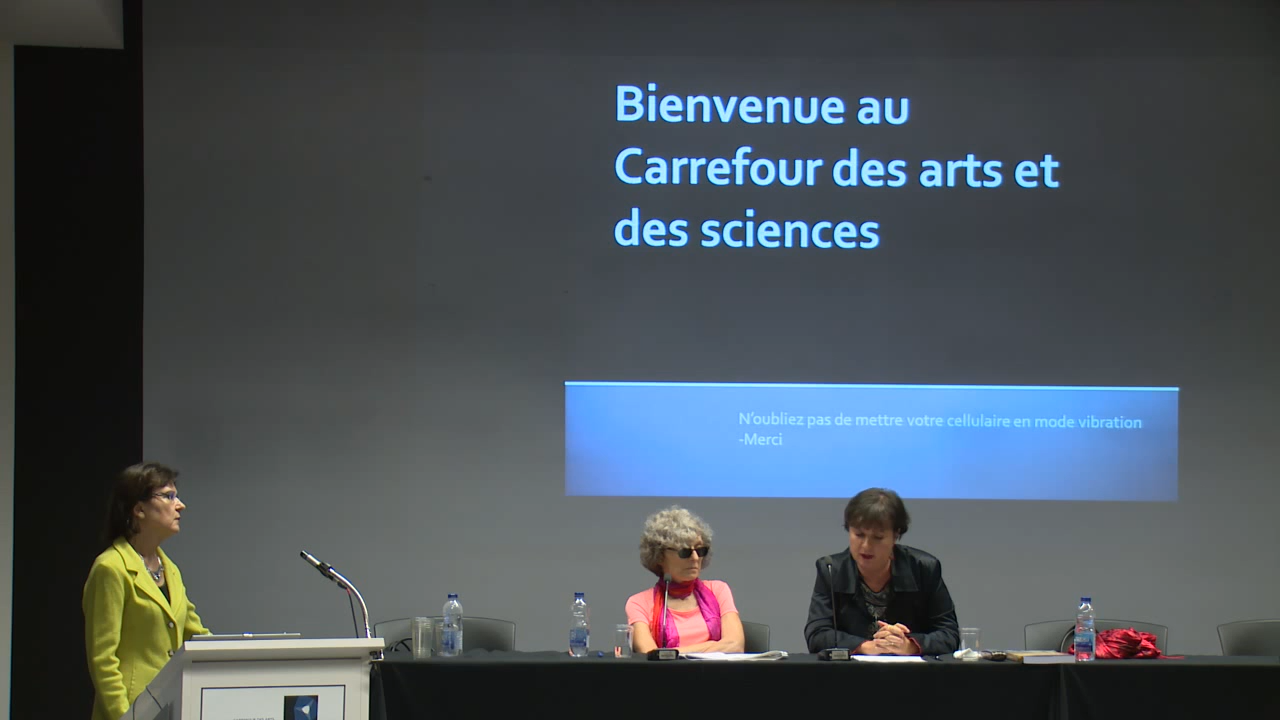 Bienvenue au
Carrefour des arts et
des sciences
N'oubliez pas de mettre votre cellulaire en mode vibration
-Merci